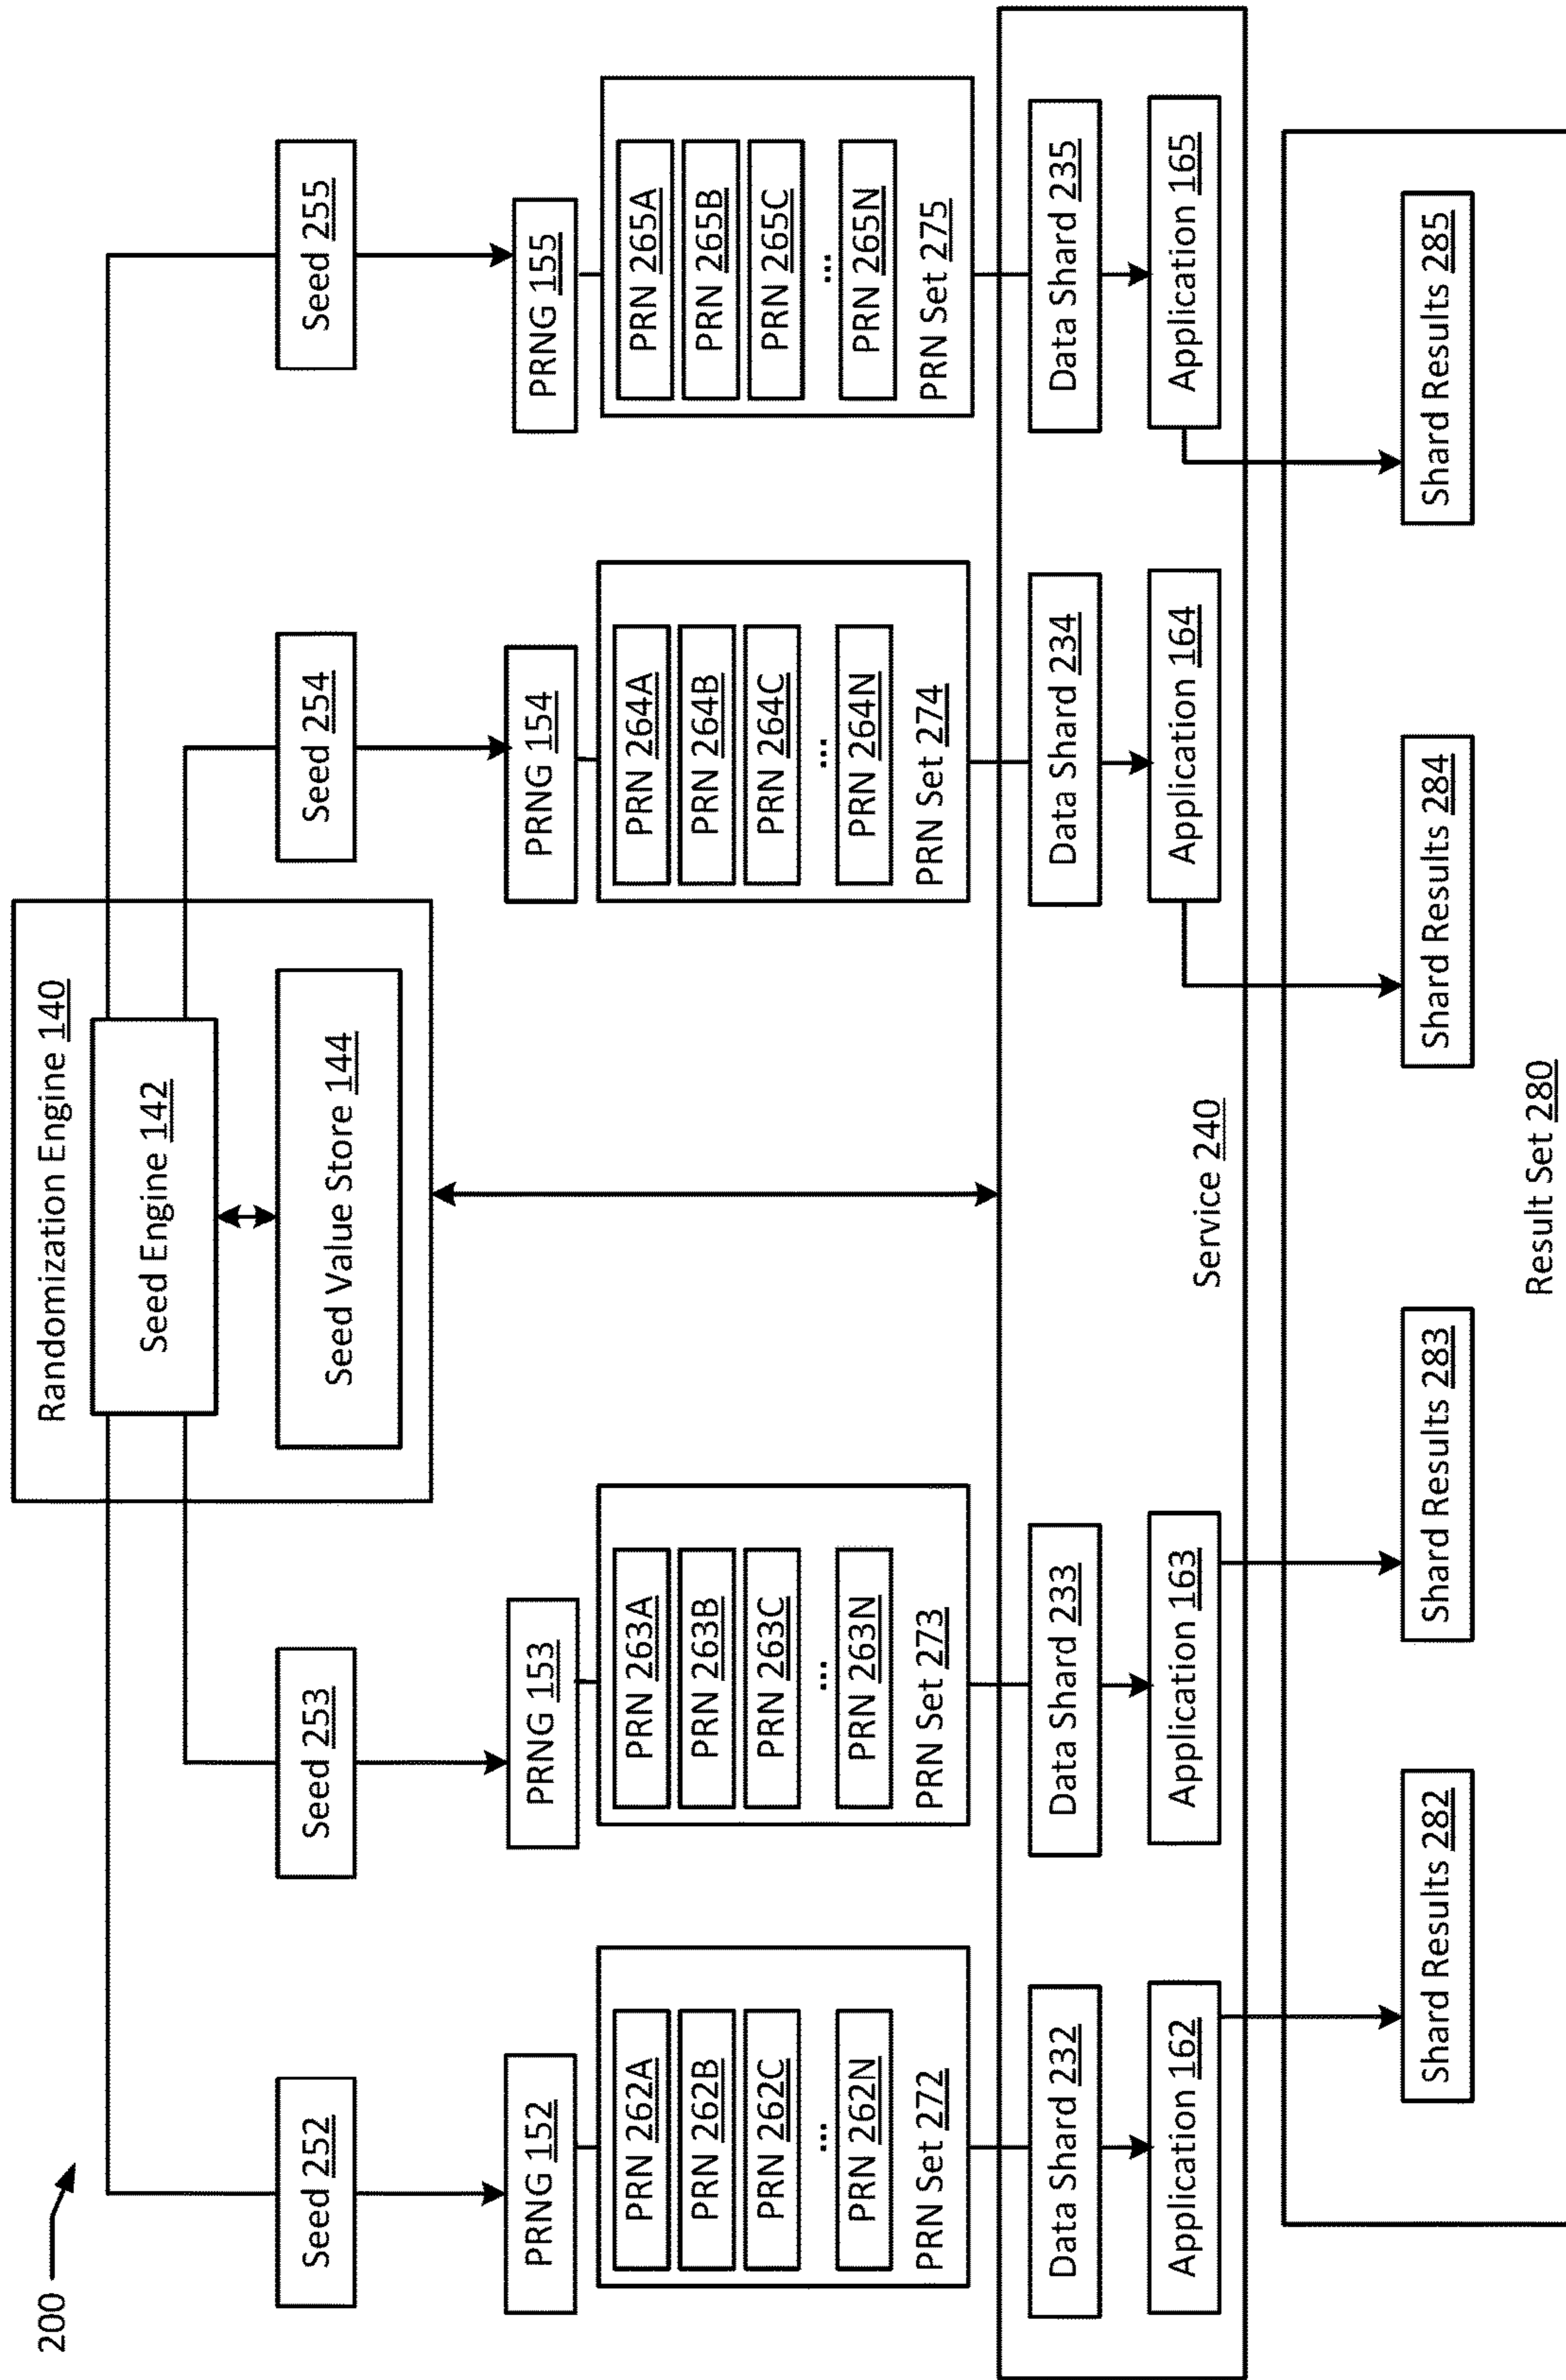 200
Randomization Engine 140
Seed Engine 142
Seed Value Store 144
Seed 252
Seed 253
Seed 254
Seed 255
PRNG 152
PRNG 153
PRNG 154
PRNG 155
PRN 262A
PRN 262B
PRN 262C
...
PRN 262N
PRN Set 272
PRN 263A
PRN 263B
PRN 263C
...
PRN 263N
PRN Set 273
PRN 264A
PRN 264B
PRN 264C
...
PRN 264N
PRN Set 274
PRN 265A
PRN 265B
PRN 265C
...
PRN 265N
PRN Set 275
Data Shard 232
Data Shard 233
Data Shard 234
Data Shard 235
Application 162
Application 163
Application 164
Application 165
Service 240
Shard Results 282
Shard Results 283
Shard Results 284
Shard Results 285
Result Set 280